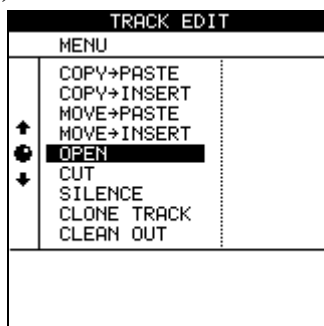 TRACK EDIT
MENU
COPY→PASTE
COPY→INSERT
MOVE→PASTE
MOVE→INSERT
OPEN
CUT
SILENCE
CLONE TRACK
CLEAN OUT